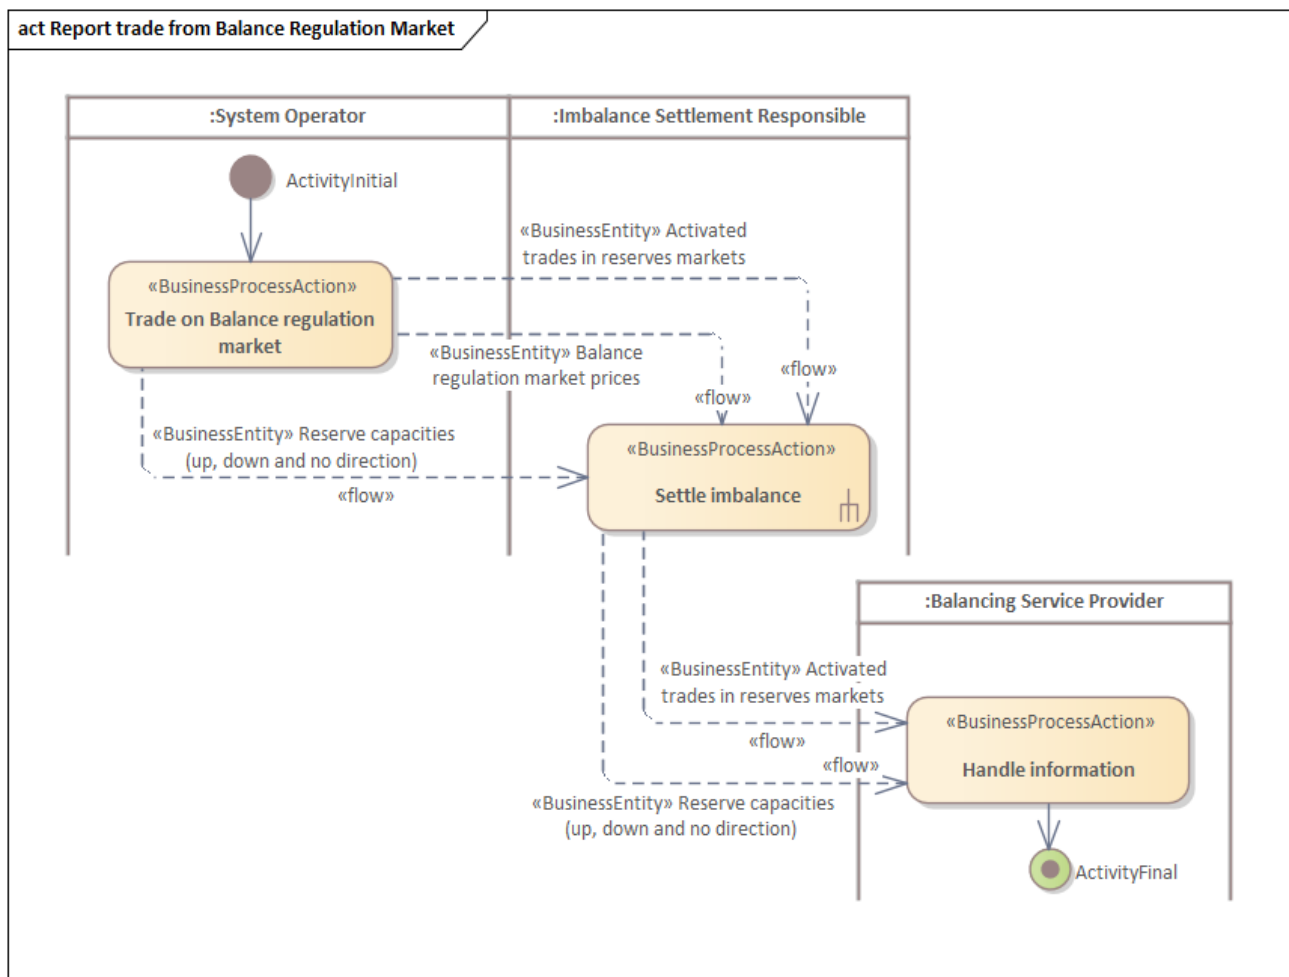 act Report trade from Balance Regulation Market
:System Operator
:Imbalance Settlement Responsible
ActivityInitial
«BusinessEntity» Activated
trades in reserves markets
«BusinessProcessAction»
Trade on Balance regulation
market
«BusinessEntity» Balance
regulation market prices
«flow»
«flow»
«BusinessEntity» Reserve capacities
(up, down and no direction)
«flow»
«BusinessProcessAction»
Settle imbalance
:Balancing Service Provider
«BusinessEntity» Activated
trades in reserves markets
«flow»
«BusinessProcessAction»
Handle information
«flow»
«BusinessEntity» Reserve capacities
(up, down and no direction)
ActivityFinal